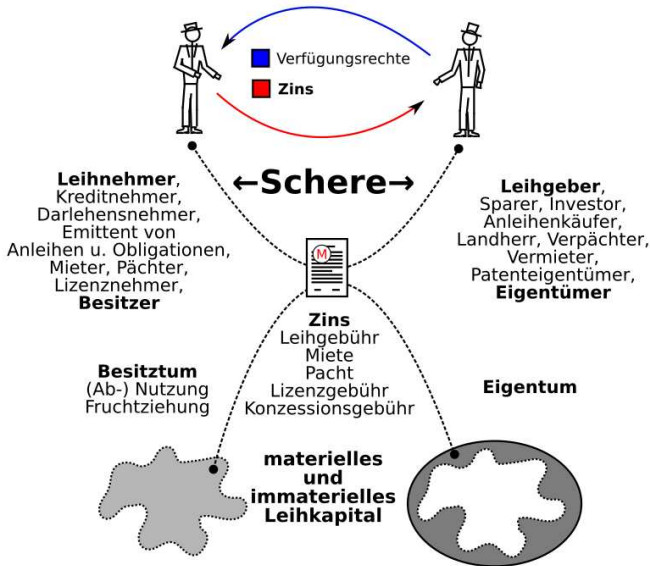 Verfügungsrechte
Zins
←Schere→
Leihnehmer,
Kreditnehmer,
Darlehensnehmer,
Emittent von
Anleihen u. Obligationen,
Mieter, Pächter,
Lizenznehmer,
Besitzer
Leihgeber,
Sparer, Investor,
Anleihenkäufer,
Landherr, Verpächter,
Vermieter,
Patenteigentümer,
Eigentümer
M
Zins
Leihgebühr
Miete
Pacht
Lizenzgebühr
Konzessionsgebühr
Besitztum
(Ab-) Nutzung
Fruchtziehung
Eigentum
materielles
und
immaterielles
Leihkapital